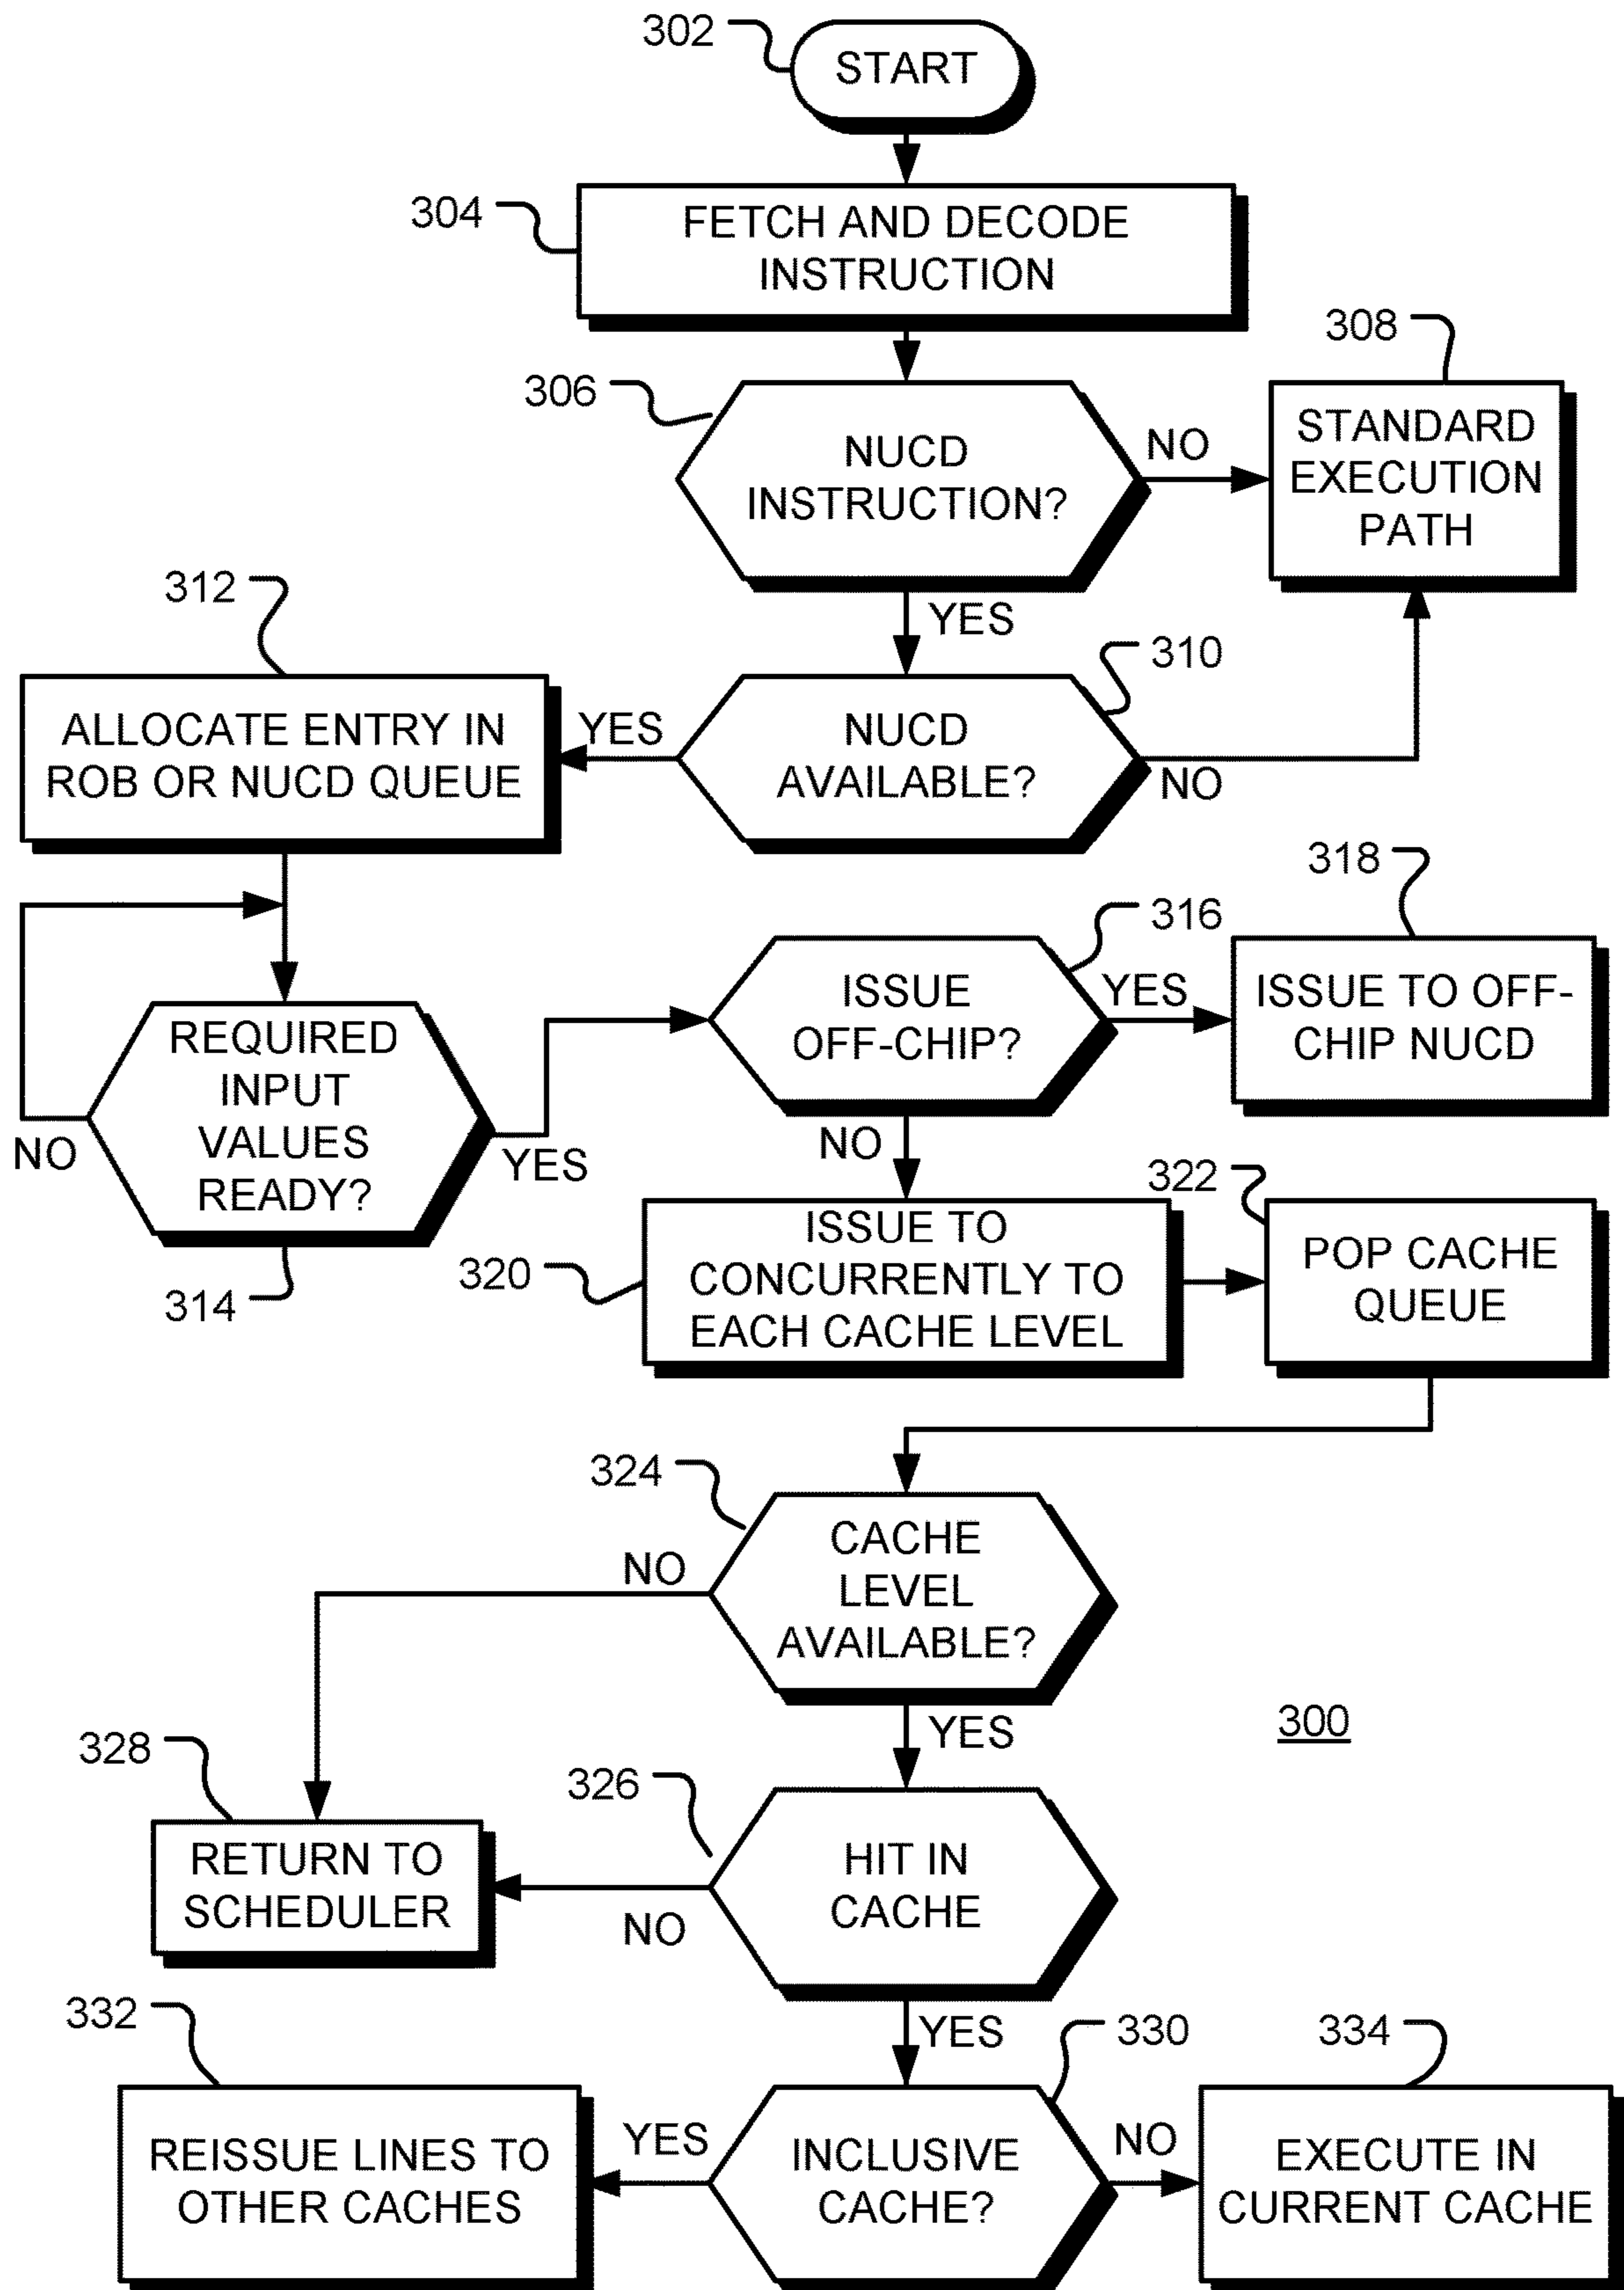 302
START
304
FETCH AND DECODE
INSTRUCTION
308
306
NUCD
INSTRUCTION?
NO
STANDARD
EXECUTION
PATH
YES
312
310
ALLOCATE ENTRY IN
ROB OR NUCD QUEUE
YES
NUCD
AVAILABLE?
NO
318
316
REQUIRED
INPUT
VALUES
READY?
NO
YES
314
ISSUE
OFF-CHIP?
YES
ISSUE TO OFF-
CHIP NUCD
NO
322
320
ISSUE TO
CONCURRENTLY TO
EACH CACHE LEVEL
POP CACHE
QUEUE
324
CACHE
LEVEL
AVAILABLE?
NO
YES
300
328
326
RETURN TO
SCHEDULER
NO
HIT IN
CACHE
YES
332
330
334
REISSUE LINES TO
OTHER CACHES
YES
INCLUSIVE
CACHE?
NO
EXECUTE IN
CURRENT CACHE